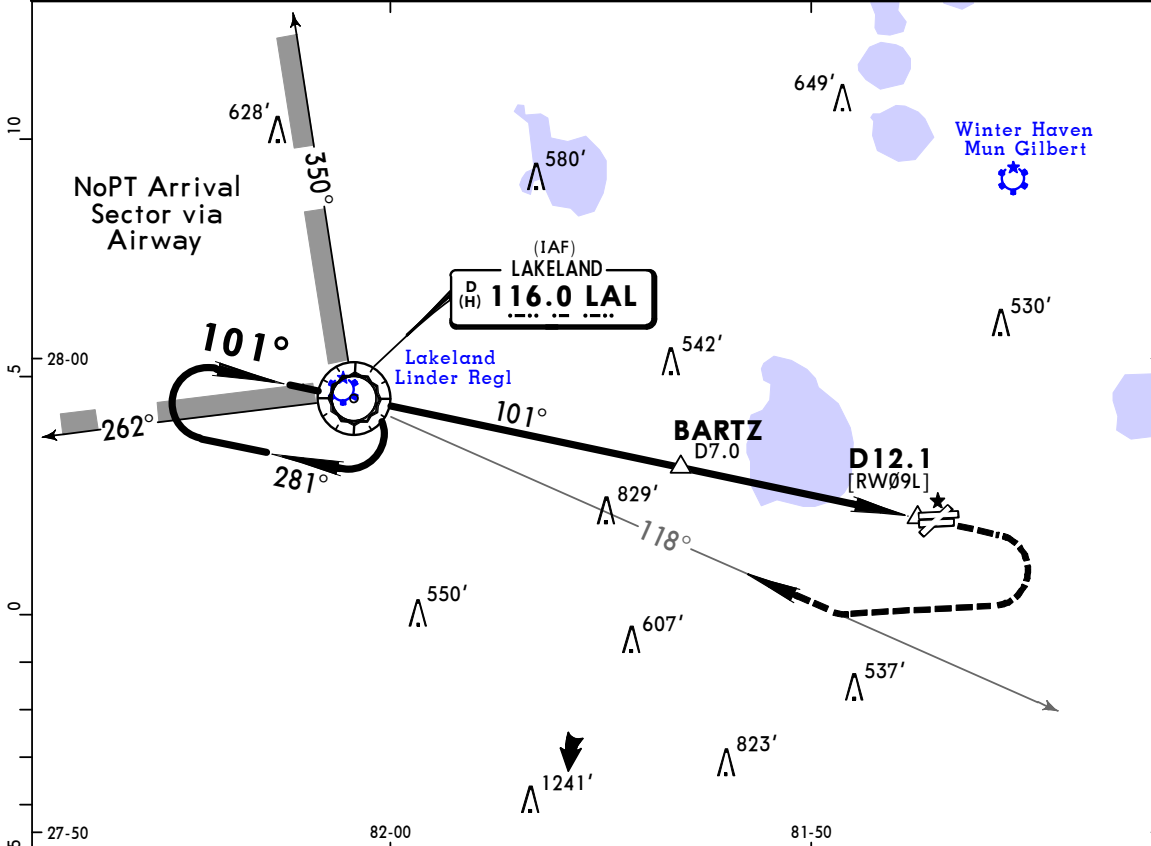 649'
628'
10
Winter Haven
Mun Gilbert
580'
350°
NoPT Arrival
Sector via
Airway
(IAF)
LAKELAND
D
(H)
116.0 LAL
530'
101°
542'
28-00
Lakeland
Linder Regl
5
101°
262°
BARTZ
D7.0
D12.1
[RWØ9L]
281°
829'
118°
550'
0
607'
537'
823'
1241'
27-50
82-00
81-50
5